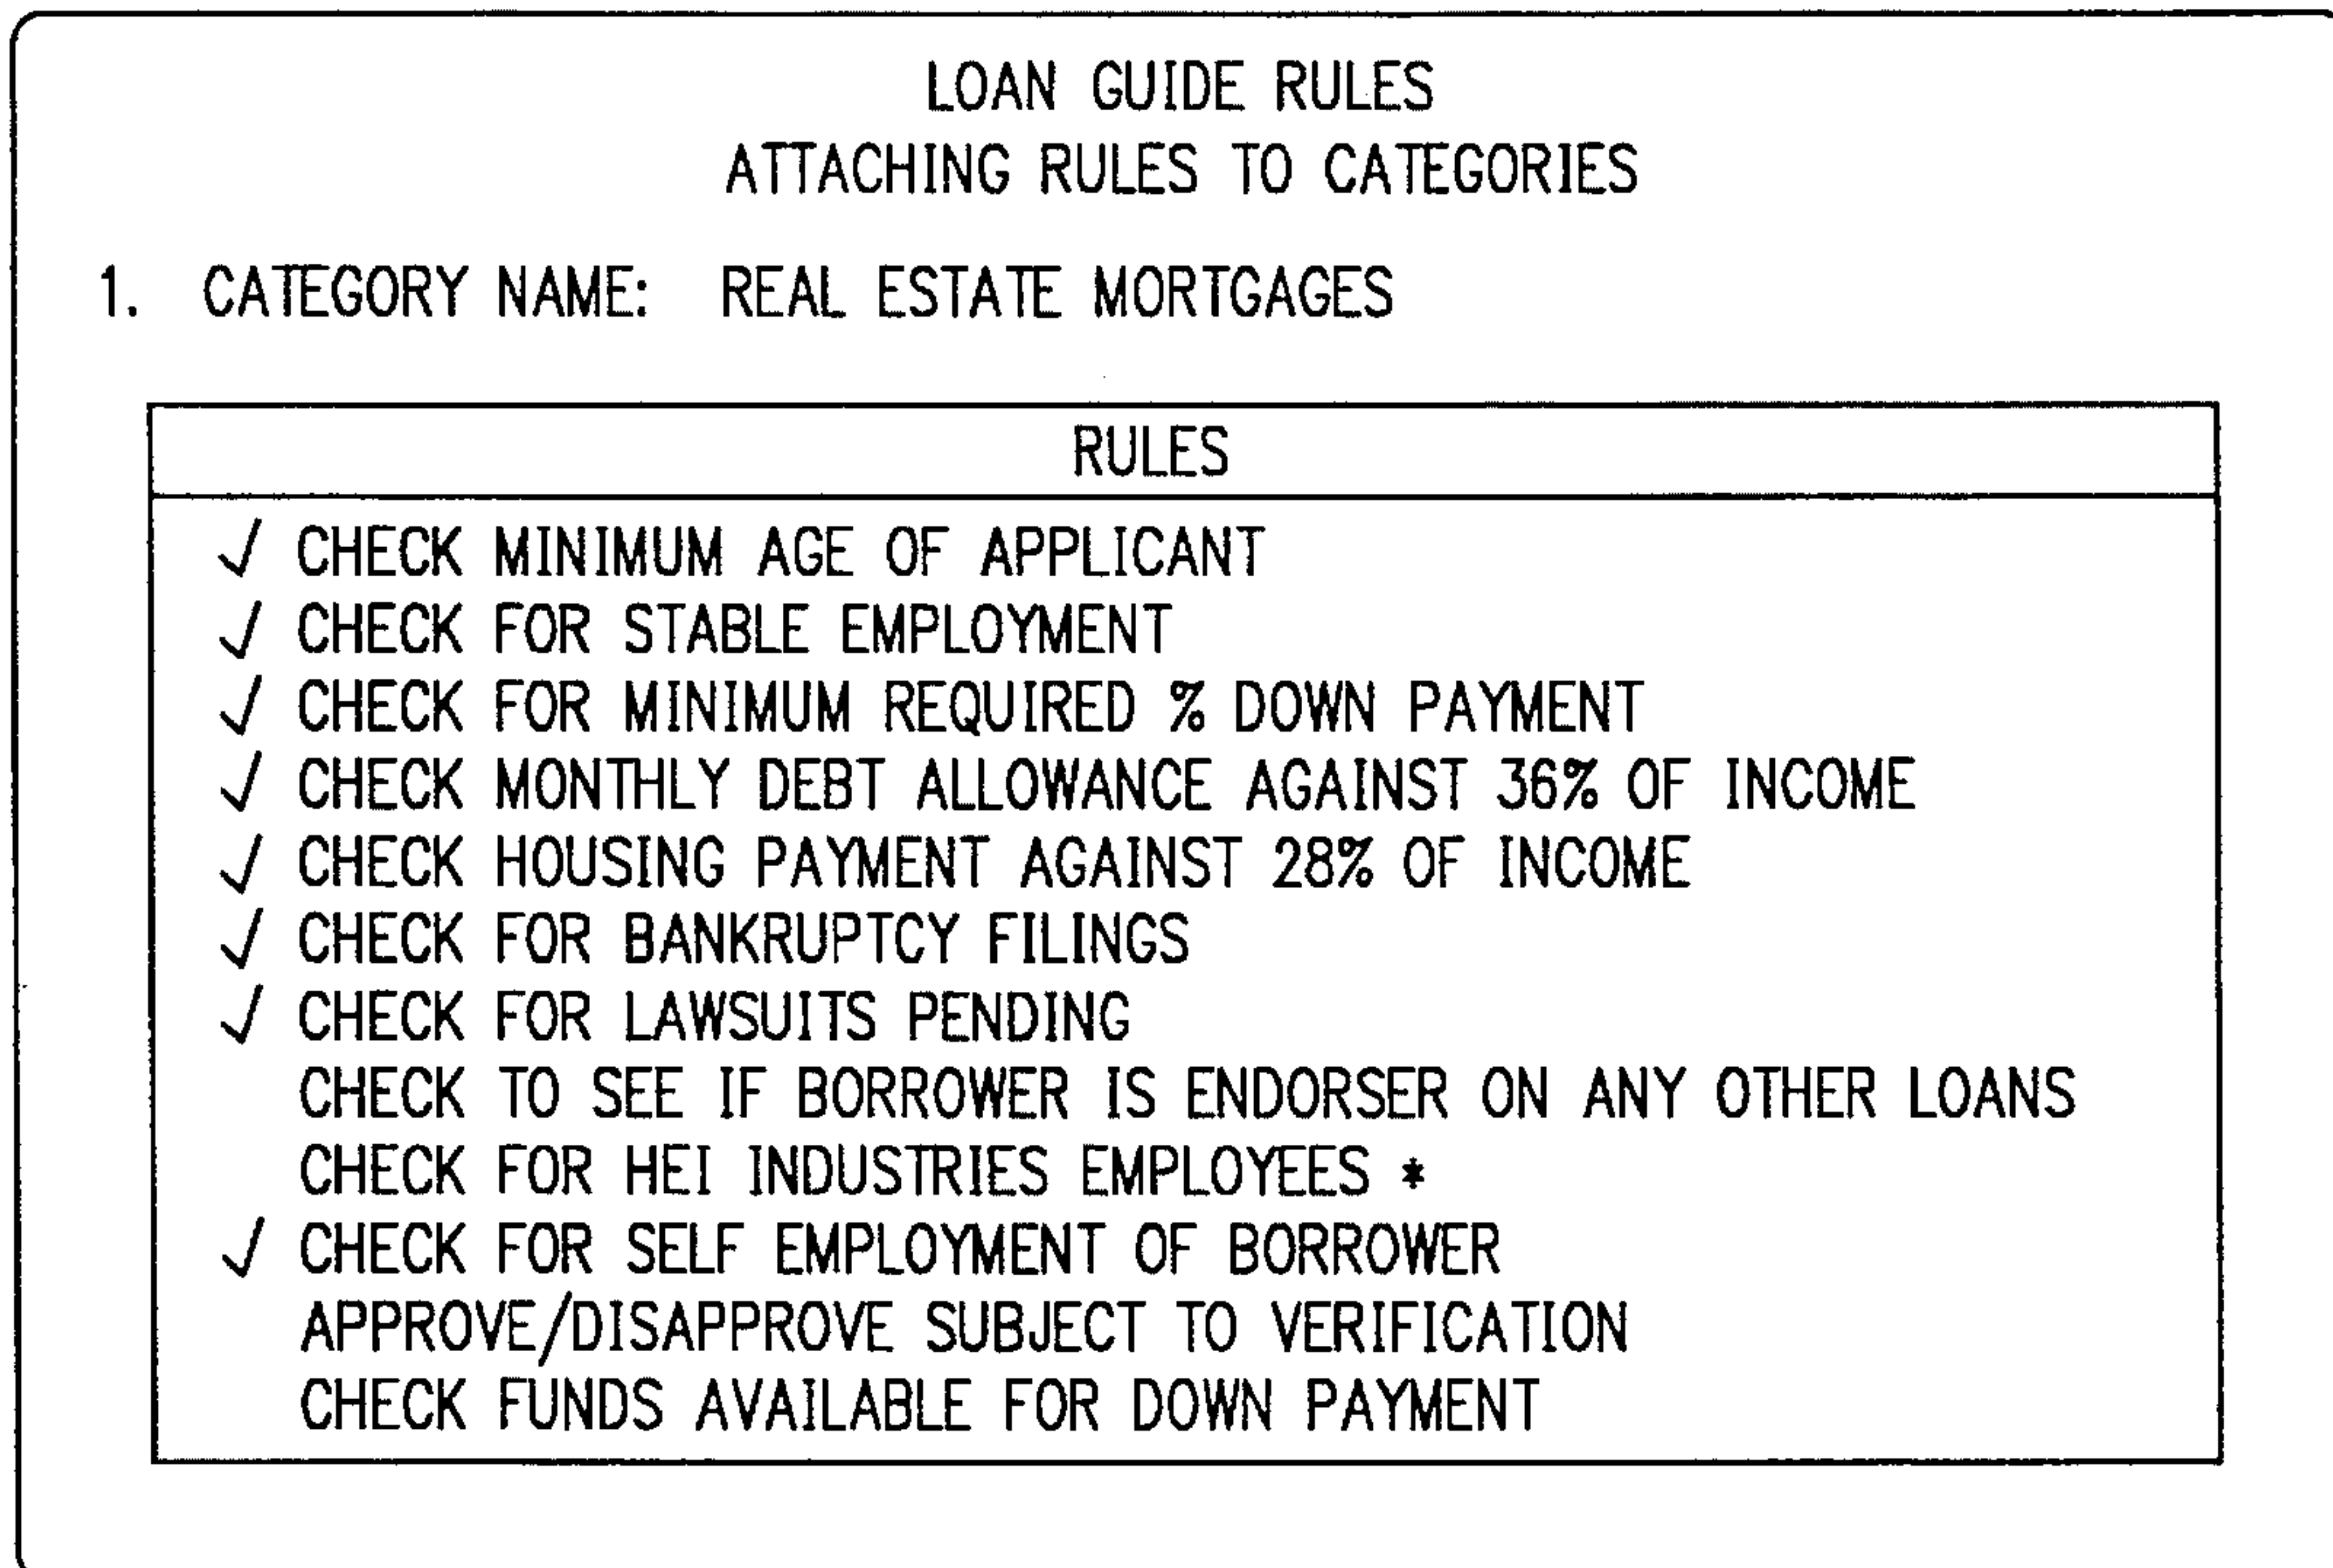 LOAN GUIDE RULES
ATTACHING RULES TO CATEGORIES
1. CATEGORY NAME: REAL ESTATE MORTGAGES
RULES
✓ CHECK MINIMUM AGE OF APPLICANT
✓ CHECK FOR STABLE EMPLOYMENT
✓ CHECK FOR MINIMUM REQUIRED % DOWN PAYMENT
✓ CHECK MONTHLY DEBT ALLOWANCE AGAINST 36% OF INCOME
✓ CHECK HOUSING PAYMENT AGAINST 28% OF INCOME
✓ CHECK FOR BANKRUPTCY FILINGS
✓ CHECK FOR LAWSUITS PENDING
CHECK TO SEE IF BORROWER IS ENDORSER ON ANY OTHER LOANS
CHECK FOR HEI INDUSTRIES EMPLOYEES *
✓ CHECK FOR SELF EMPLOYMENT OF BORROWER
APPROVE/DISAPPROVE SUBJECT TO VERIFICATION
CHECK FUNDS AVAILABLE FOR DOWN PAYMENT